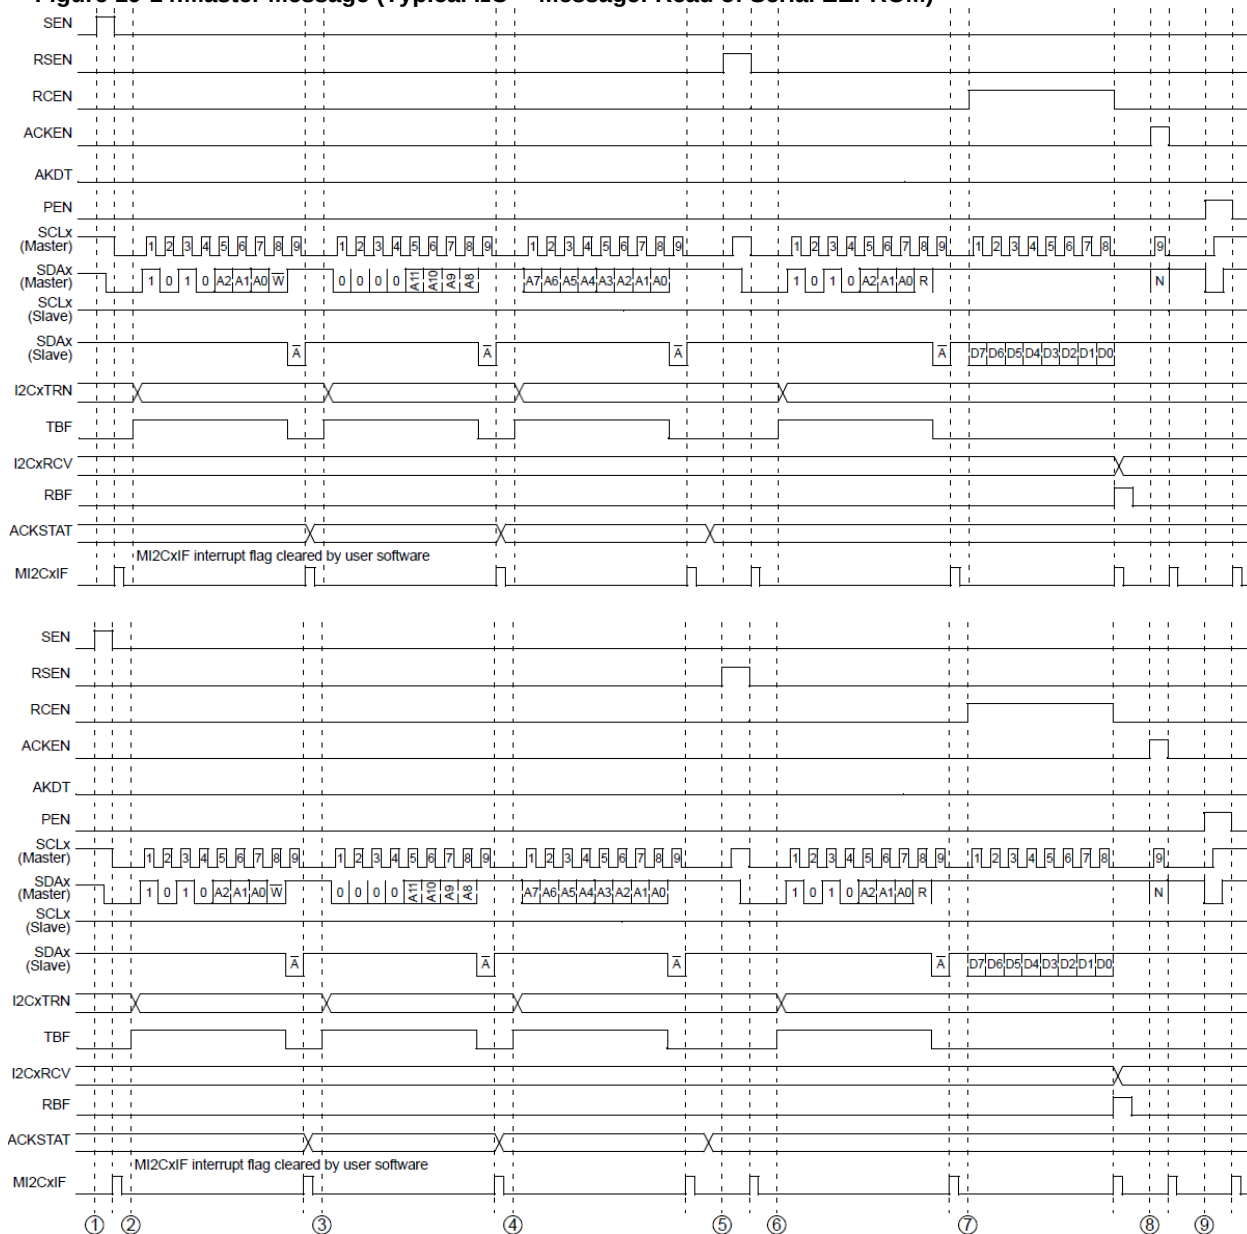 Figure 25-24:Master Message (Typical I2C™ Message: Read of Serial EEPROM)
SEN
RSEN
RCEN
ACKEN
AKDT
PEN
SCLx
(Master)
1 2 3 4 5 6 7 8 9 1 2 3 4 5 6 7 8 9 1 2 3 4 5 6 7 8 9 1 2 3 4 5 6 7 8 9 1 2 3 4 5 6 7 8 9
SDAx
(Master)
1 0 1 0 A2 A1 A0 W̅ 0 0 0 0 A11 A10 A9 A8 A7 A6 A5 A4 A3 A2 A1 A0 1 0 1 0 A2 A1 A0 R N
SCLx
(Slave)
SDAx
(Slave)
A̅ A̅ A̅ A̅ D7 D6 D5 D4 D3 D2 D1 D0
I2CxTRN
TBF
I2CxRCV
RBF
ACKSTAT
MI2CxIF interrupt flag cleared by user software
MI2CxIF
SEN
RSEN
RCEN
ACKEN
AKDT
PEN
SCLx
(Master)
1 2 3 4 5 6 7 8 9 1 2 3 4 5 6 7 8 9 1 2 3 4 5 6 7 8 9 1 2 3 4 5 6 7 8 9 1 2 3 4 5 6 7 8 9
SDAx
(Master)
1 0 1 0 A2 A1 A0 W̅ 0 0 0 0 A11 A10 A9 A8 A7 A6 A5 A4 A3 A2 A1 A0 1 0 1 0 A2 A1 A0 R N
SCLx
(Slave)
SDAx
(Slave)
A̅ A̅ A̅ A̅ D7 D6 D5 D4 D3 D2 D1 D0
I2CxTRN
TBF
I2CxRCV
RBF
ACKSTAT
MI2CxIF interrupt flag cleared by user software
MI2CxIF
① ② ③ ④ ⑤ ⑥ ⑦ ⑧ ⑨